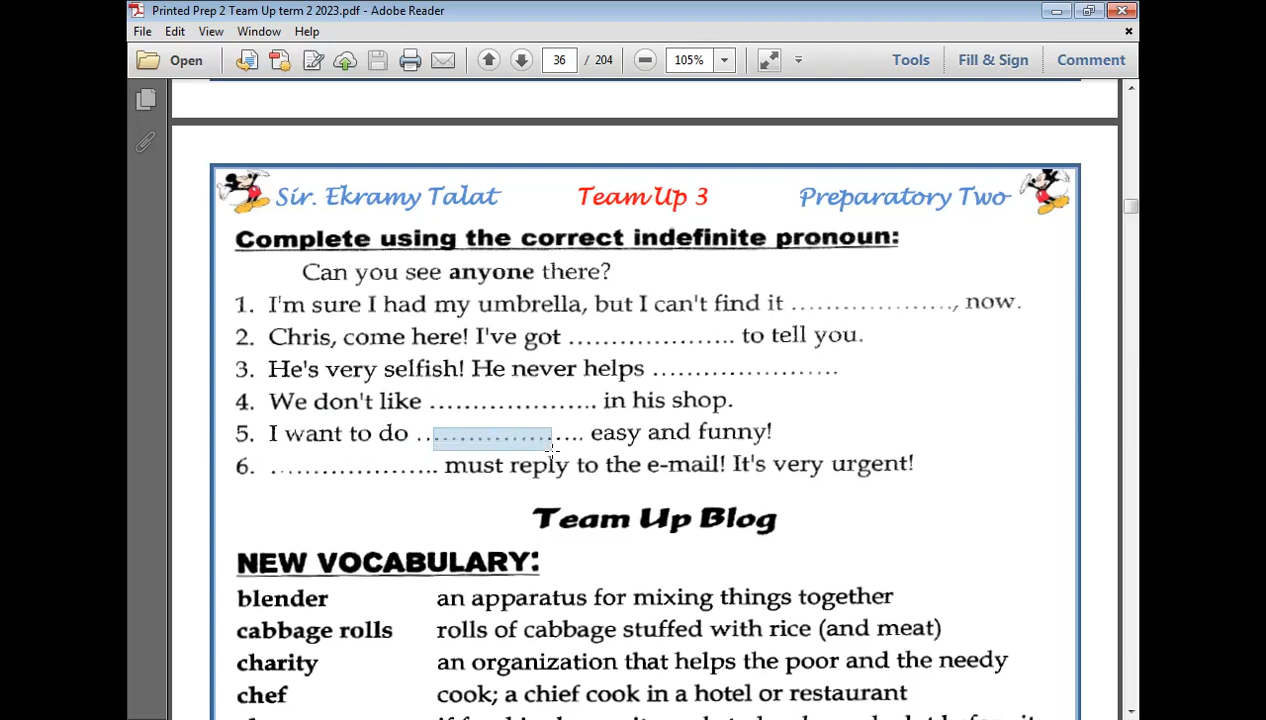 Printed Prep 2 Team Up term 2 2023.pdf - Adobe Reader
File Edit View Window Help
Open 36 / 204 105% Tools Fill & Sign Comment
Sir. Ekramy Talat Team Up 3 Preparatory Two
Complete using the correct indefinite pronoun:
Can you see anyone there?
1. I'm sure I had my umbrella, but I can't find it ..................., now.
2. Chris, come here! I've got .................... to tell you.
3. He's very selfish! He never helps ......................
4. We don't like .................... in his shop.
5. I want to do .................... easy and funny!
6. .................... must reply to the e-mail! It's very urgent!
Team Up Blog
NEW VOCABULARY:
blender an apparatus for mixing things together
cabbage rolls rolls of cabbage stuffed with rice (and meat)
charity an organization that helps the poor and the needy
chef cook; a chief cook in a hotel or restaurant